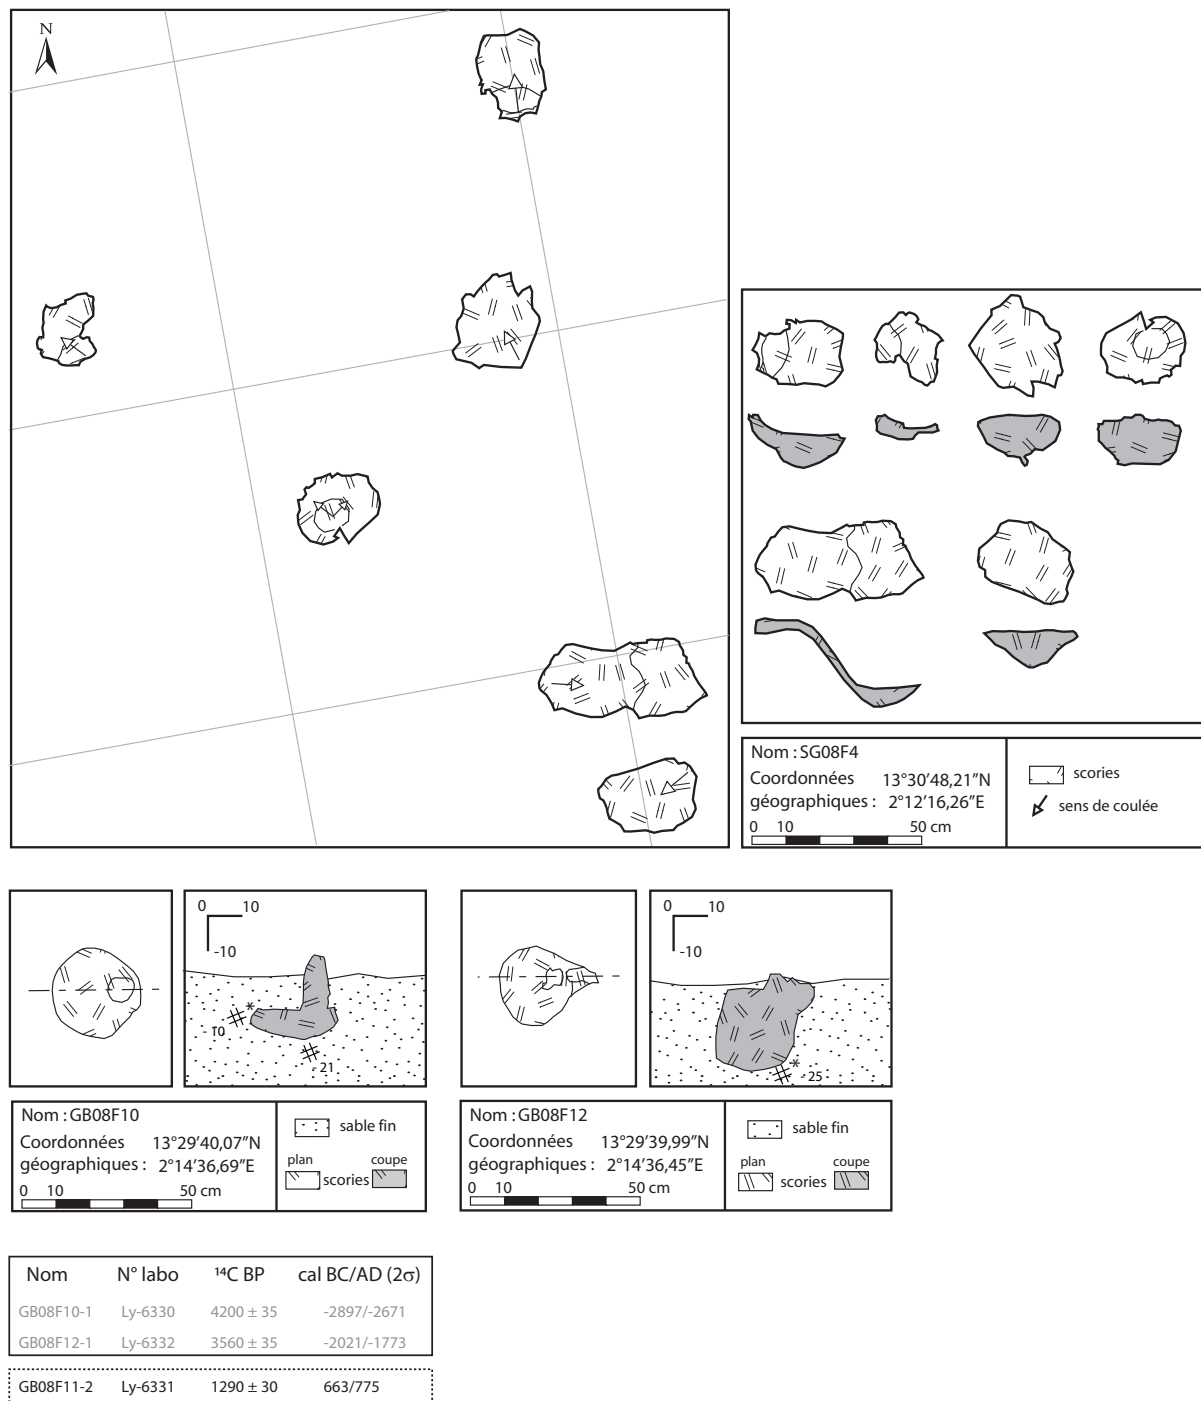 N
Nom : SG08F4
Coordonnées 13°30′48,21″N
géographiques : 2°12′16,26″E
0 10 50 cm
scories
sens de coulée
0 10
-10
* - 10
- 21
0 10
-10
* - 25
Nom : GB08F10
Coordonnées 13°29′40,07″N
géographiques : 2°14′36,69″E
0 10 50 cm
sable fin
plan coupe
scories
Nom : GB08F12
Coordonnées 13°29′39,99″N
géographiques : 2°14′36,45″E
0 10 50 cm
sable fin
plan coupe
scories
Nom N° labo ¹⁴C BP cal BC/AD (2σ)
GB08F10-1 Ly-6330 4200 ± 35 -2897/-2671
GB08F12-1 Ly-6332 3560 ± 35 -2021/-1773
GB08F11-2 Ly-6331 1290 ± 30 663/775